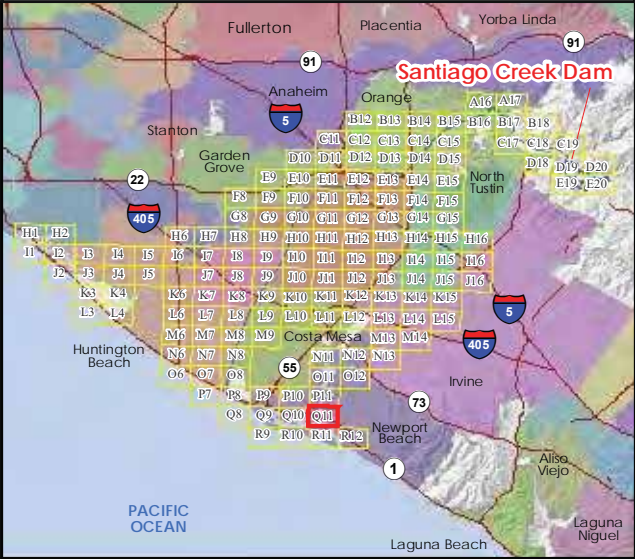 Fullerton
Placentia
Yorba Linda
91
91
Santiago Creek Dam
Anaheim
Orange
A16 A17
5
B12 B13 B14 B15 B16 B17 B18
Stanton
C11 C12 C13 C14 C15 C17 C18 C19
Garden
Grove
D10 D11 D12 D13 D14 D15 D18 D19 D20
22
E9 E10 E11 E12 E13 E14 E15 E19 E20
North
Tustin
F8 F9 F10 F11 F12 F13 F14 F15
405
G8 G9 G10 G11 G12 G13 G14 G15
H1 H2 H6 H7 H8 H9 H10 H11 H12 H13 H14 H15 H16
I1 I2 I3 I4 I5 I6 I7 I8 I9 I10 I11 I12 I13 I14 I15 I16
J2 J3 J4 J5 J7 J8 J9 J10 J11 J12 J13 J14 J15 J16
K3 K4 K6 K7 K8 K9 K10 K11 K12 K13 K14 K15
L3 L4 L6 L7 L8 L9 L10 L11 L12 L13 L14 L15
5
M6 M7 M8 M9 Costa Mesa M13 M14
405
Huntington
Beach
N6 N7 N8 N11 N12 N13
55
O6 O7 O8 O11 O12
Irvine
P7 P8 P9 P10 P11
73
Q8 Q9 Q10 Q11
Newport
Beach
R9 R10 R11 R12
1
Aliso
Viejo
PACIFIC
OCEAN
Laguna
Niguel
Laguna Beach